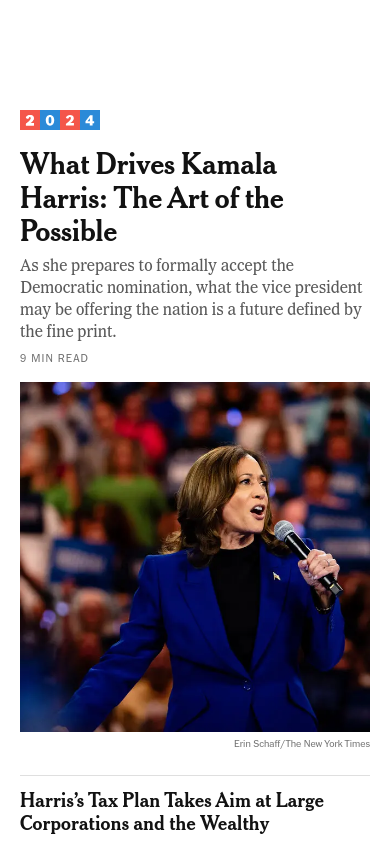 2024
What Drives Kamala
Harris: The Art of the
Possible
As she prepares to formally accept the
Democratic nomination, what the vice president
may be offering the nation is a future defined by
the fine print.
9 MIN READ
Erin Schaff/The New York Times
Harris’s Tax Plan Takes Aim at Large
Corporations and the Wealthy